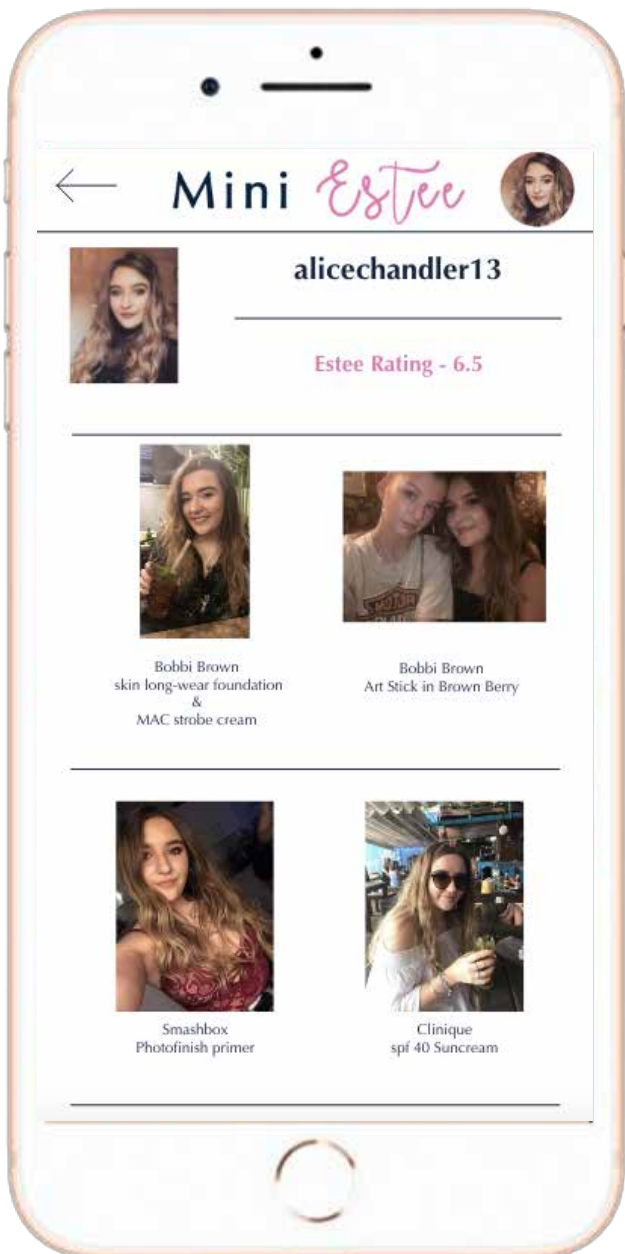 Mini Estee
alicechandler13
Estee Rating - 6.5
Bobbi Brown
skin long-wear foundation
&
MAC strobe cream
Bobbi Brown
Art Stick in Brown Berry
MOTOR
Smashbox
Photofinish primer
Clinique
spf 40 Suncream